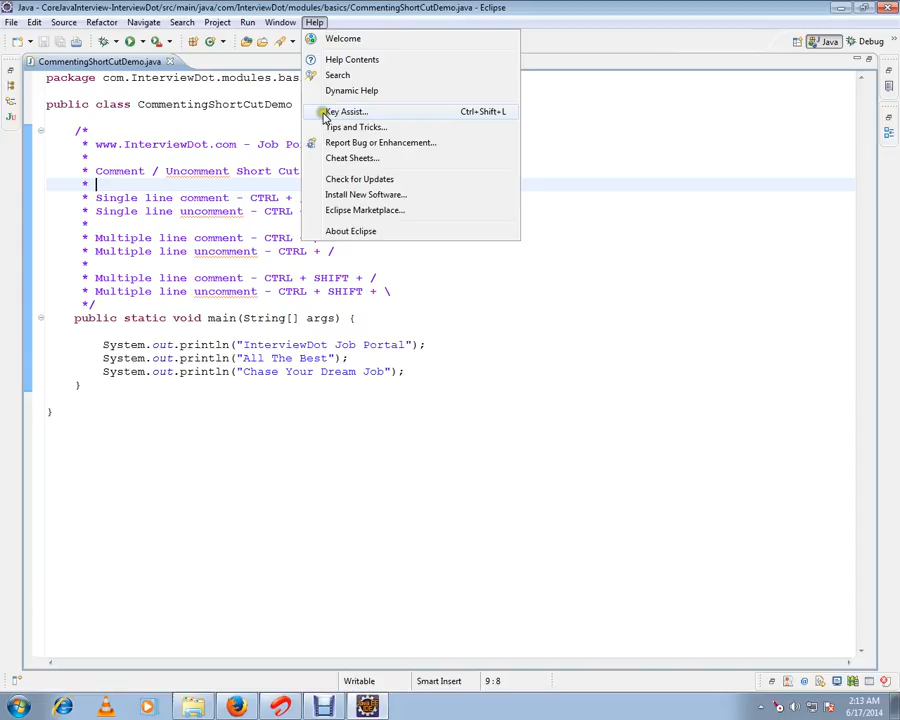 Java - CoreJavaInterview-InterviewDot/src/main/java/com/InterviewDot/modules/basics/CommentingShortCutDemo.java - Eclipse
File Edit Source Refactor Navigate Search Project Run Window Help
Java Debug
CommentingShortCutDemo.java
Welcome
Help Contents
Search
Dynamic Help
Key Assist... Ctrl+Shift+L
Tips and Tricks...
Report Bug or Enhancement...
Cheat Sheets...
Check for Updates
Install New Software...
Eclipse Marketplace...
About Eclipse
package com.InterviewDot.modules.bas
public class CommentingShortCutDemo
/*
* www.InterviewDot.com - Job Po
*
* Comment / Uncomment Short Cut
*
* Single line comment - CTRL +
* Single line uncomment - CTRL
*
* Multiple line comment - CTRL
* Multiple line uncomment - CTRL + /
*
* Multiple line comment - CTRL + SHIFT + /
* Multiple line uncomment - CTRL + SHIFT + \
*/
public static void main(String[] args) {
System.out.println("InterviewDot Job Portal");
System.out.println("All The Best");
System.out.println("Chase Your Dream Job");
}
}
Writable Smart Insert 9 : 8
2:13 AM
6/17/2014